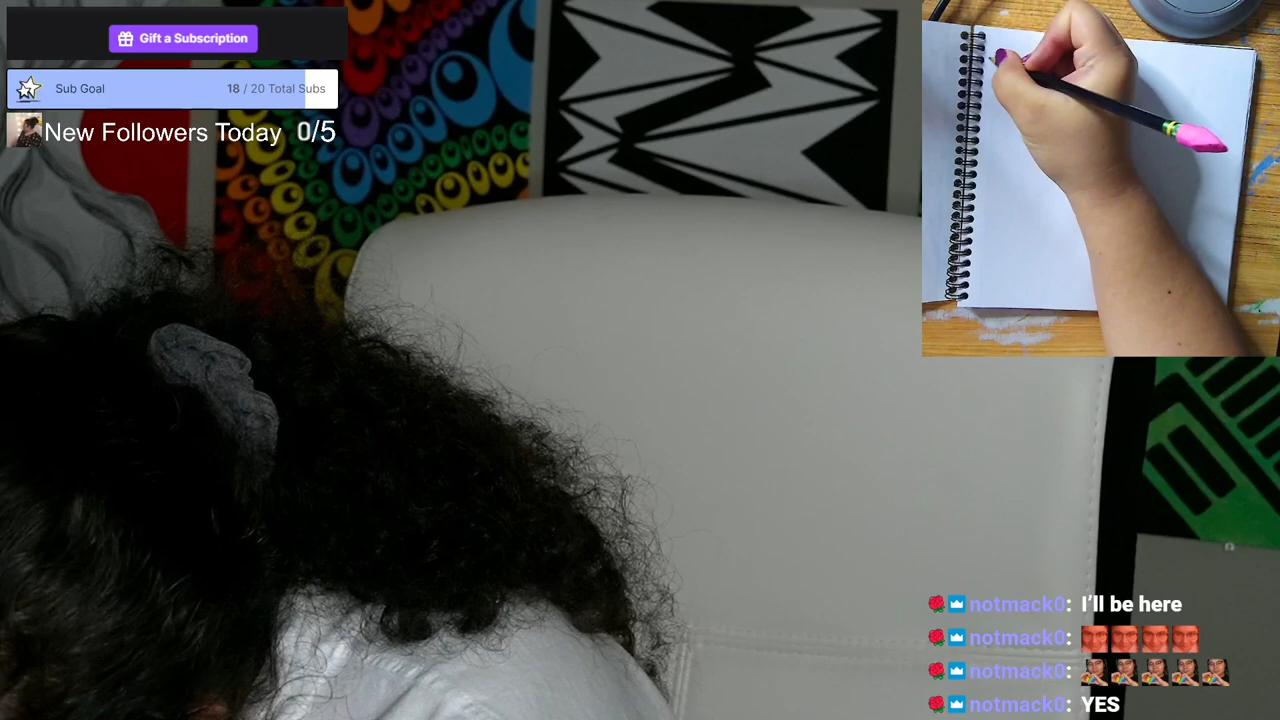 Gift a Subscription
Sub Goal 18 / 20 Total Subs
New Followers Today 0/5
notmack0: I'll be here
notmack0:
notmack0:
notmack0: YES